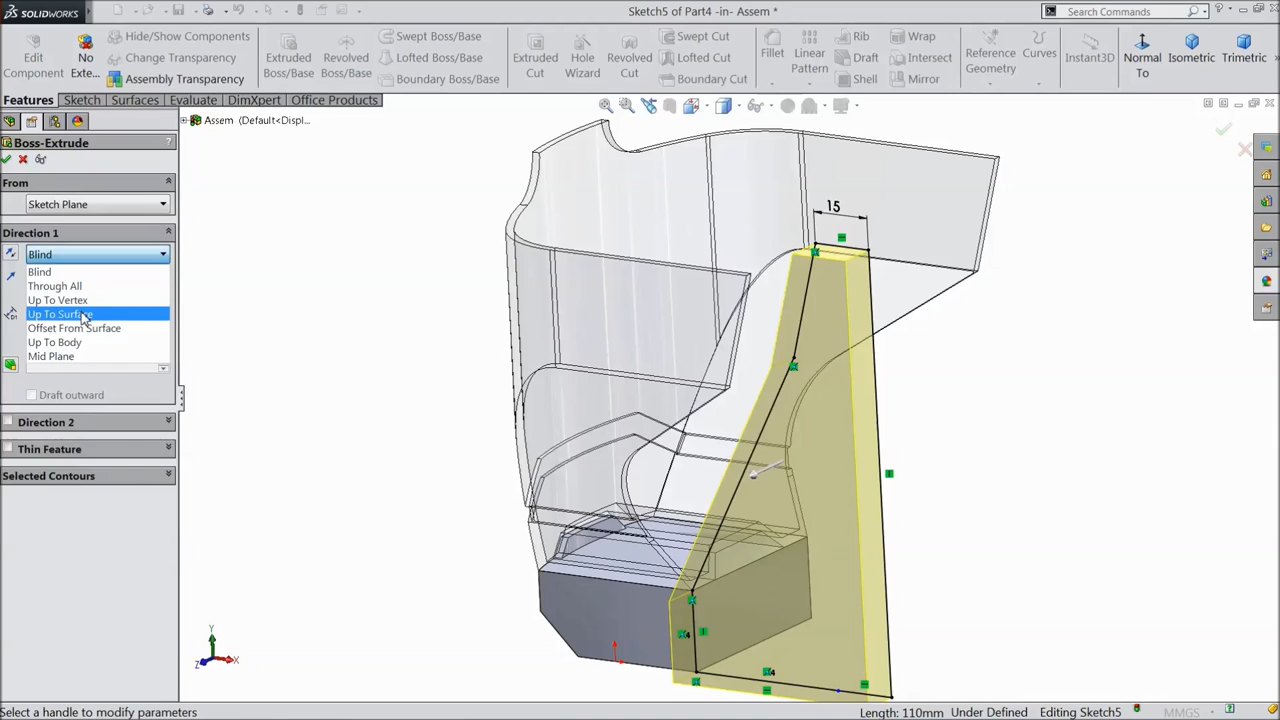 SOLIDWORKS
Sketch5 of Part4 -in- Assem *
Search Commands
Edit Component
No Exte...
Hide/Show Components
Change Transparency
Assembly Transparency
Extruded Boss/Base
Revolved Boss/Base
Swept Boss/Base
Lofted Boss/Base
Boundary Boss/Base
Extruded Cut
Hole Wizard
Revolved Cut
Swept Cut
Lofted Cut
Boundary Cut
Fillet
Linear Pattern
Rib
Draft
Shell
Wrap
Intersect
Mirror
Reference Geometry
Curves
Instant3D
Normal To
Isometric
Trimetric
Features
Sketch
Surfaces
Evaluate
DimXpert
Office Products
Assem (Default<Displ...
Boss-Extrude
?
From
Sketch Plane
Direction 1
Blind
Blind
Through All
Up To Vertex
Up To Surface
Offset From Surface
Up To Body
Mid Plane
Draft outward
Direction 2
Thin Feature
Selected Contours
15
4
4
Y
Z
X
Select a handle to modify parameters
Length: 110mm
Under Defined
Editing Sketch5
MMGS